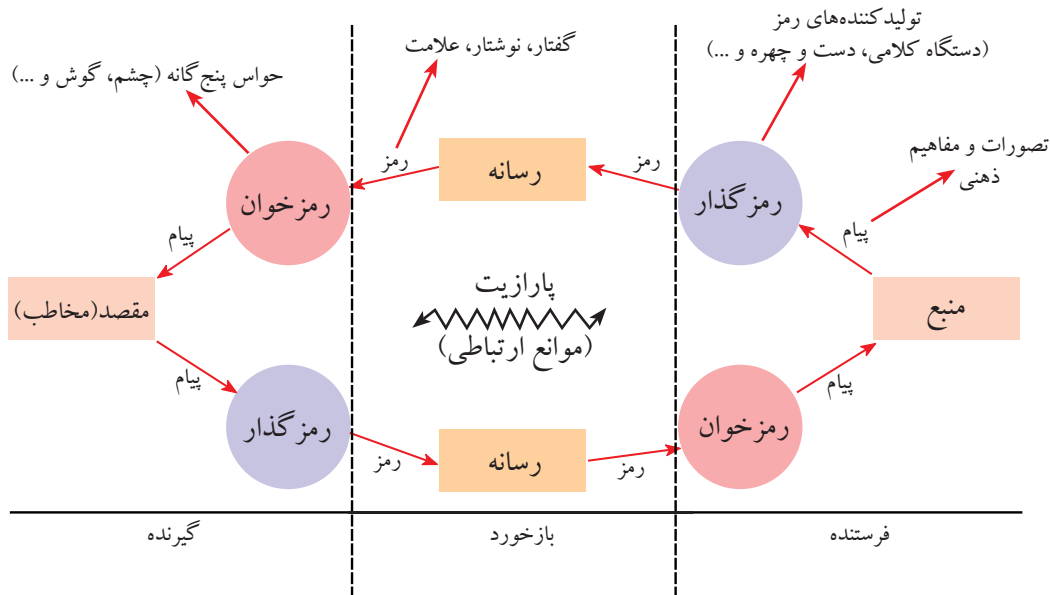 تولیدکننده‌های رمز
(دستگاه کلامی، دست و چهره و ...)
گفتار، نوشتار، علامت
حواس پنج‌گانه (چشم، گوش و ...)
تصورات و مفاهیم
ذهنی
رمزگذار
رمز
رسانه
رمز
رمزخوان
پیام
پیام
منبع
پارازیت
(موانع ارتباطی)
مقصد(مخاطب)
پیام
پیام
رمزخوان
رمز
رسانه
رمز
رمزگذار
فرستنده
بازخورد
گیرنده